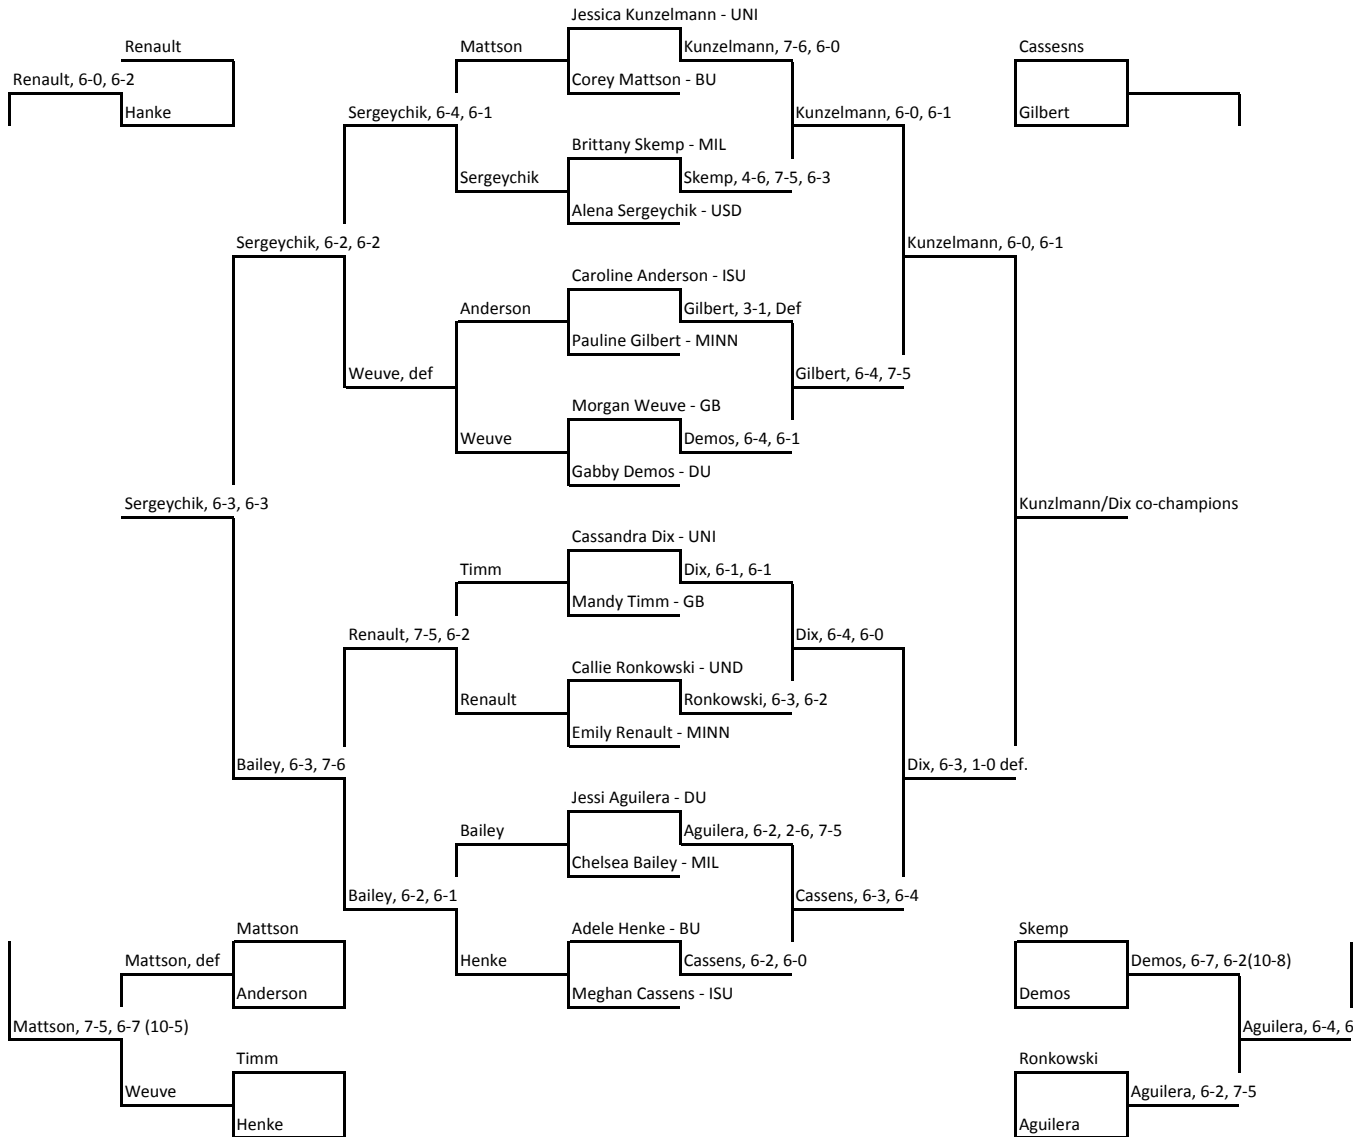 Jessica Kunzelmann - UNI
Renault
Mattson
Kunzelmann, 7-6, 6-0
Cassesns
Renault, 6-0, 6-2
Corey Mattson - BU
Hanke
Sergeychik, 6-4, 6-1
Kunzelmann, 6-0, 6-1
Gilbert
Brittany Skemp - MIL
Sergeychik
Skemp, 4-6, 7-5, 6-3
Alena Sergeychik - USD
Sergeychik, 6-2, 6-2
Kunzelmann, 6-0, 6-1
Caroline Anderson - ISU
Anderson
Gilbert, 3-1, Def
Pauline Gilbert - MINN
Weuve, def
Gilbert, 6-4, 7-5
Morgan Weuve - GB
Weuve
Demos, 6-4, 6-1
Gabby Demos - DU
Sergeychik, 6-3, 6-3
Kunzlmann/Dix co-champions
Cassandra Dix - UNI
Timm
Dix, 6-1, 6-1
Mandy Timm - GB
Renault, 7-5, 6-2
Dix, 6-4, 6-0
Callie Ronkowski - UND
Renault
Ronkowski, 6-3, 6-2
Emily Renault - MINN
Bailey, 6-3, 7-6
Dix, 6-3, 1-0 def.
Jessi Aguilera - DU
Bailey
Aguilera, 6-2, 2-6, 7-5
Chelsea Bailey - MIL
Bailey, 6-2, 6-1
Cassens, 6-3, 6-4
Mattson
Adele Henke - BU
Skemp
Mattson, def
Henke
Cassens, 6-2, 6-0
Demos, 6-7, 6-2(10-8)
Anderson
Meghan Cassens - ISU
Demos
Mattson, 7-5, 6-7 (10-5)
Aguilera, 6-4, 6
Timm
Ronkowski
Weuve
Aguilera, 6-2, 7-5
Henke
Aguilera